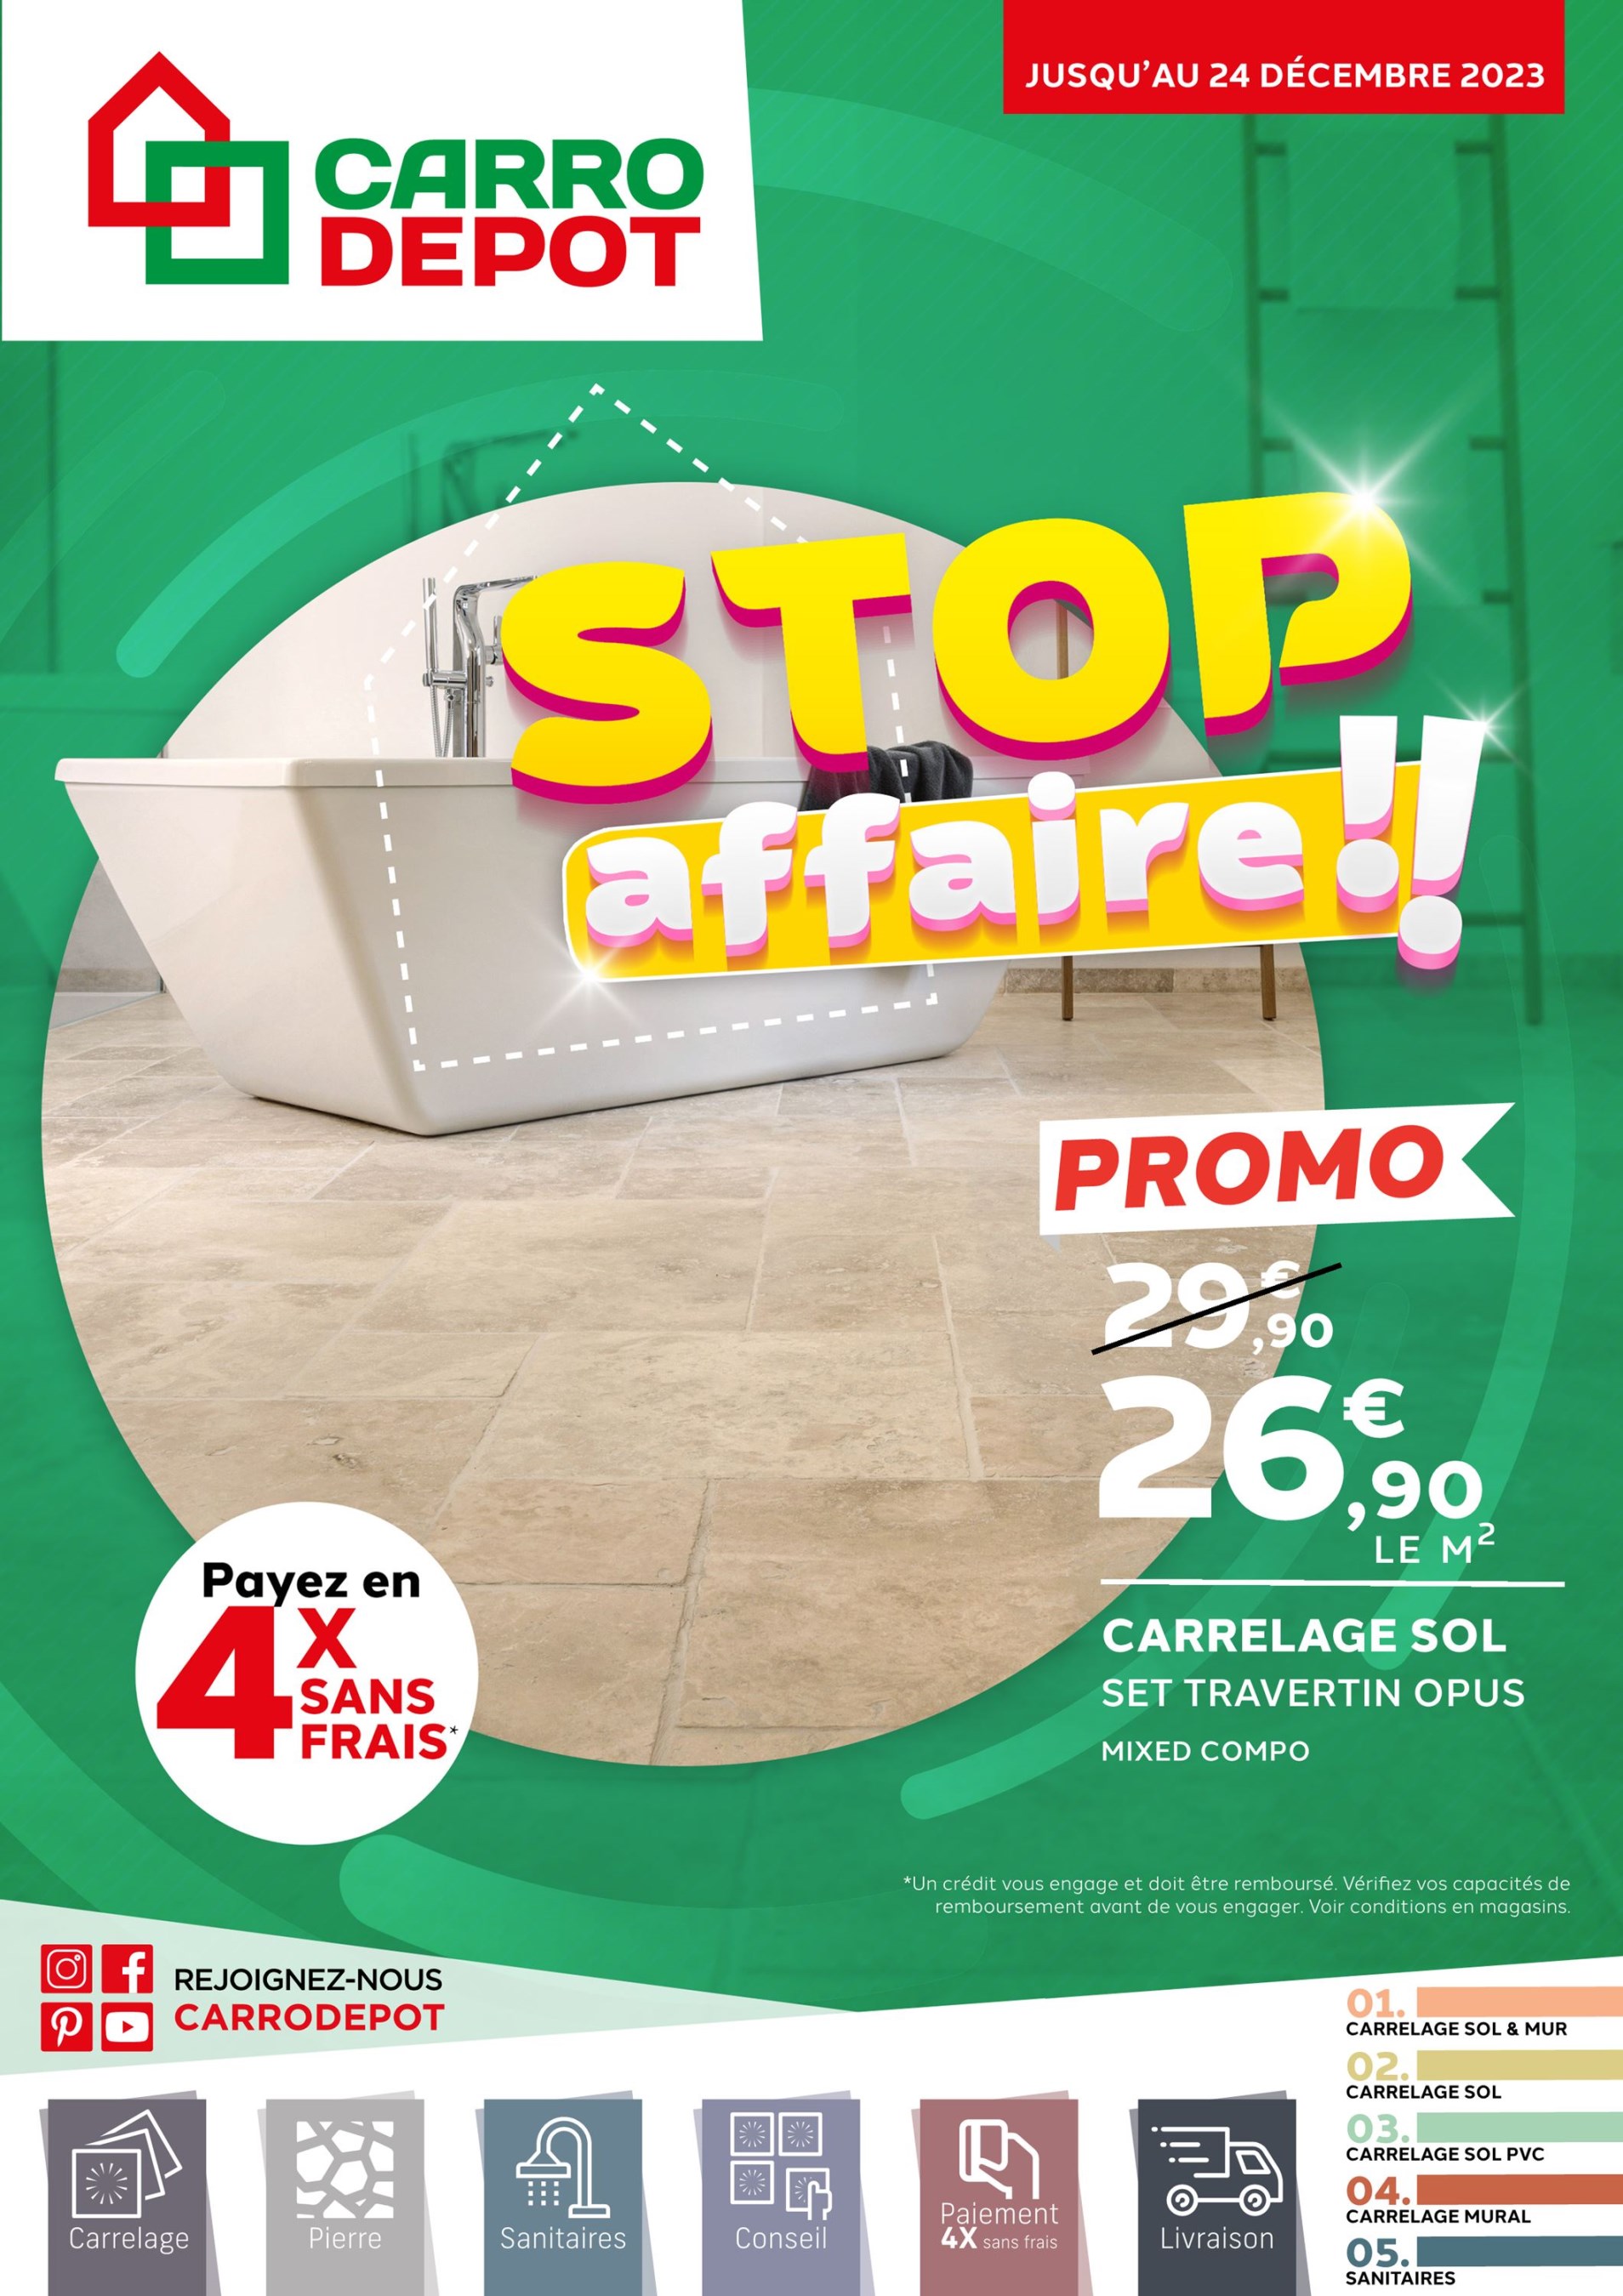 JUSQU'AU 24 DÉCEMBRE 2023
CARRO
DEPOT
STOP
affaire !!
PROMO
29€,90
26€,90
LE M²
CARRELAGE SOL
SET TRAVERTIN OPUS
MIXED COMPO
Payez en
4X
SANS
FRAIS*
*Un crédit vous engage et doit être remboursé. Vérifiez vos capacités de
remboursement avant de vous engager. Voir conditions en magasins.
REJOIGNEZ-NOUS
CARRODEPOT
01.
CARRELAGE SOL & MUR
02.
CARRELAGE SOL
03.
CARRELAGE SOL PVC
04.
CARRELAGE MURAL
05.
SANITAIRES
Carrelage
Pierre
Sanitaires
Conseil
Paiement
4X sans frais
Livraison